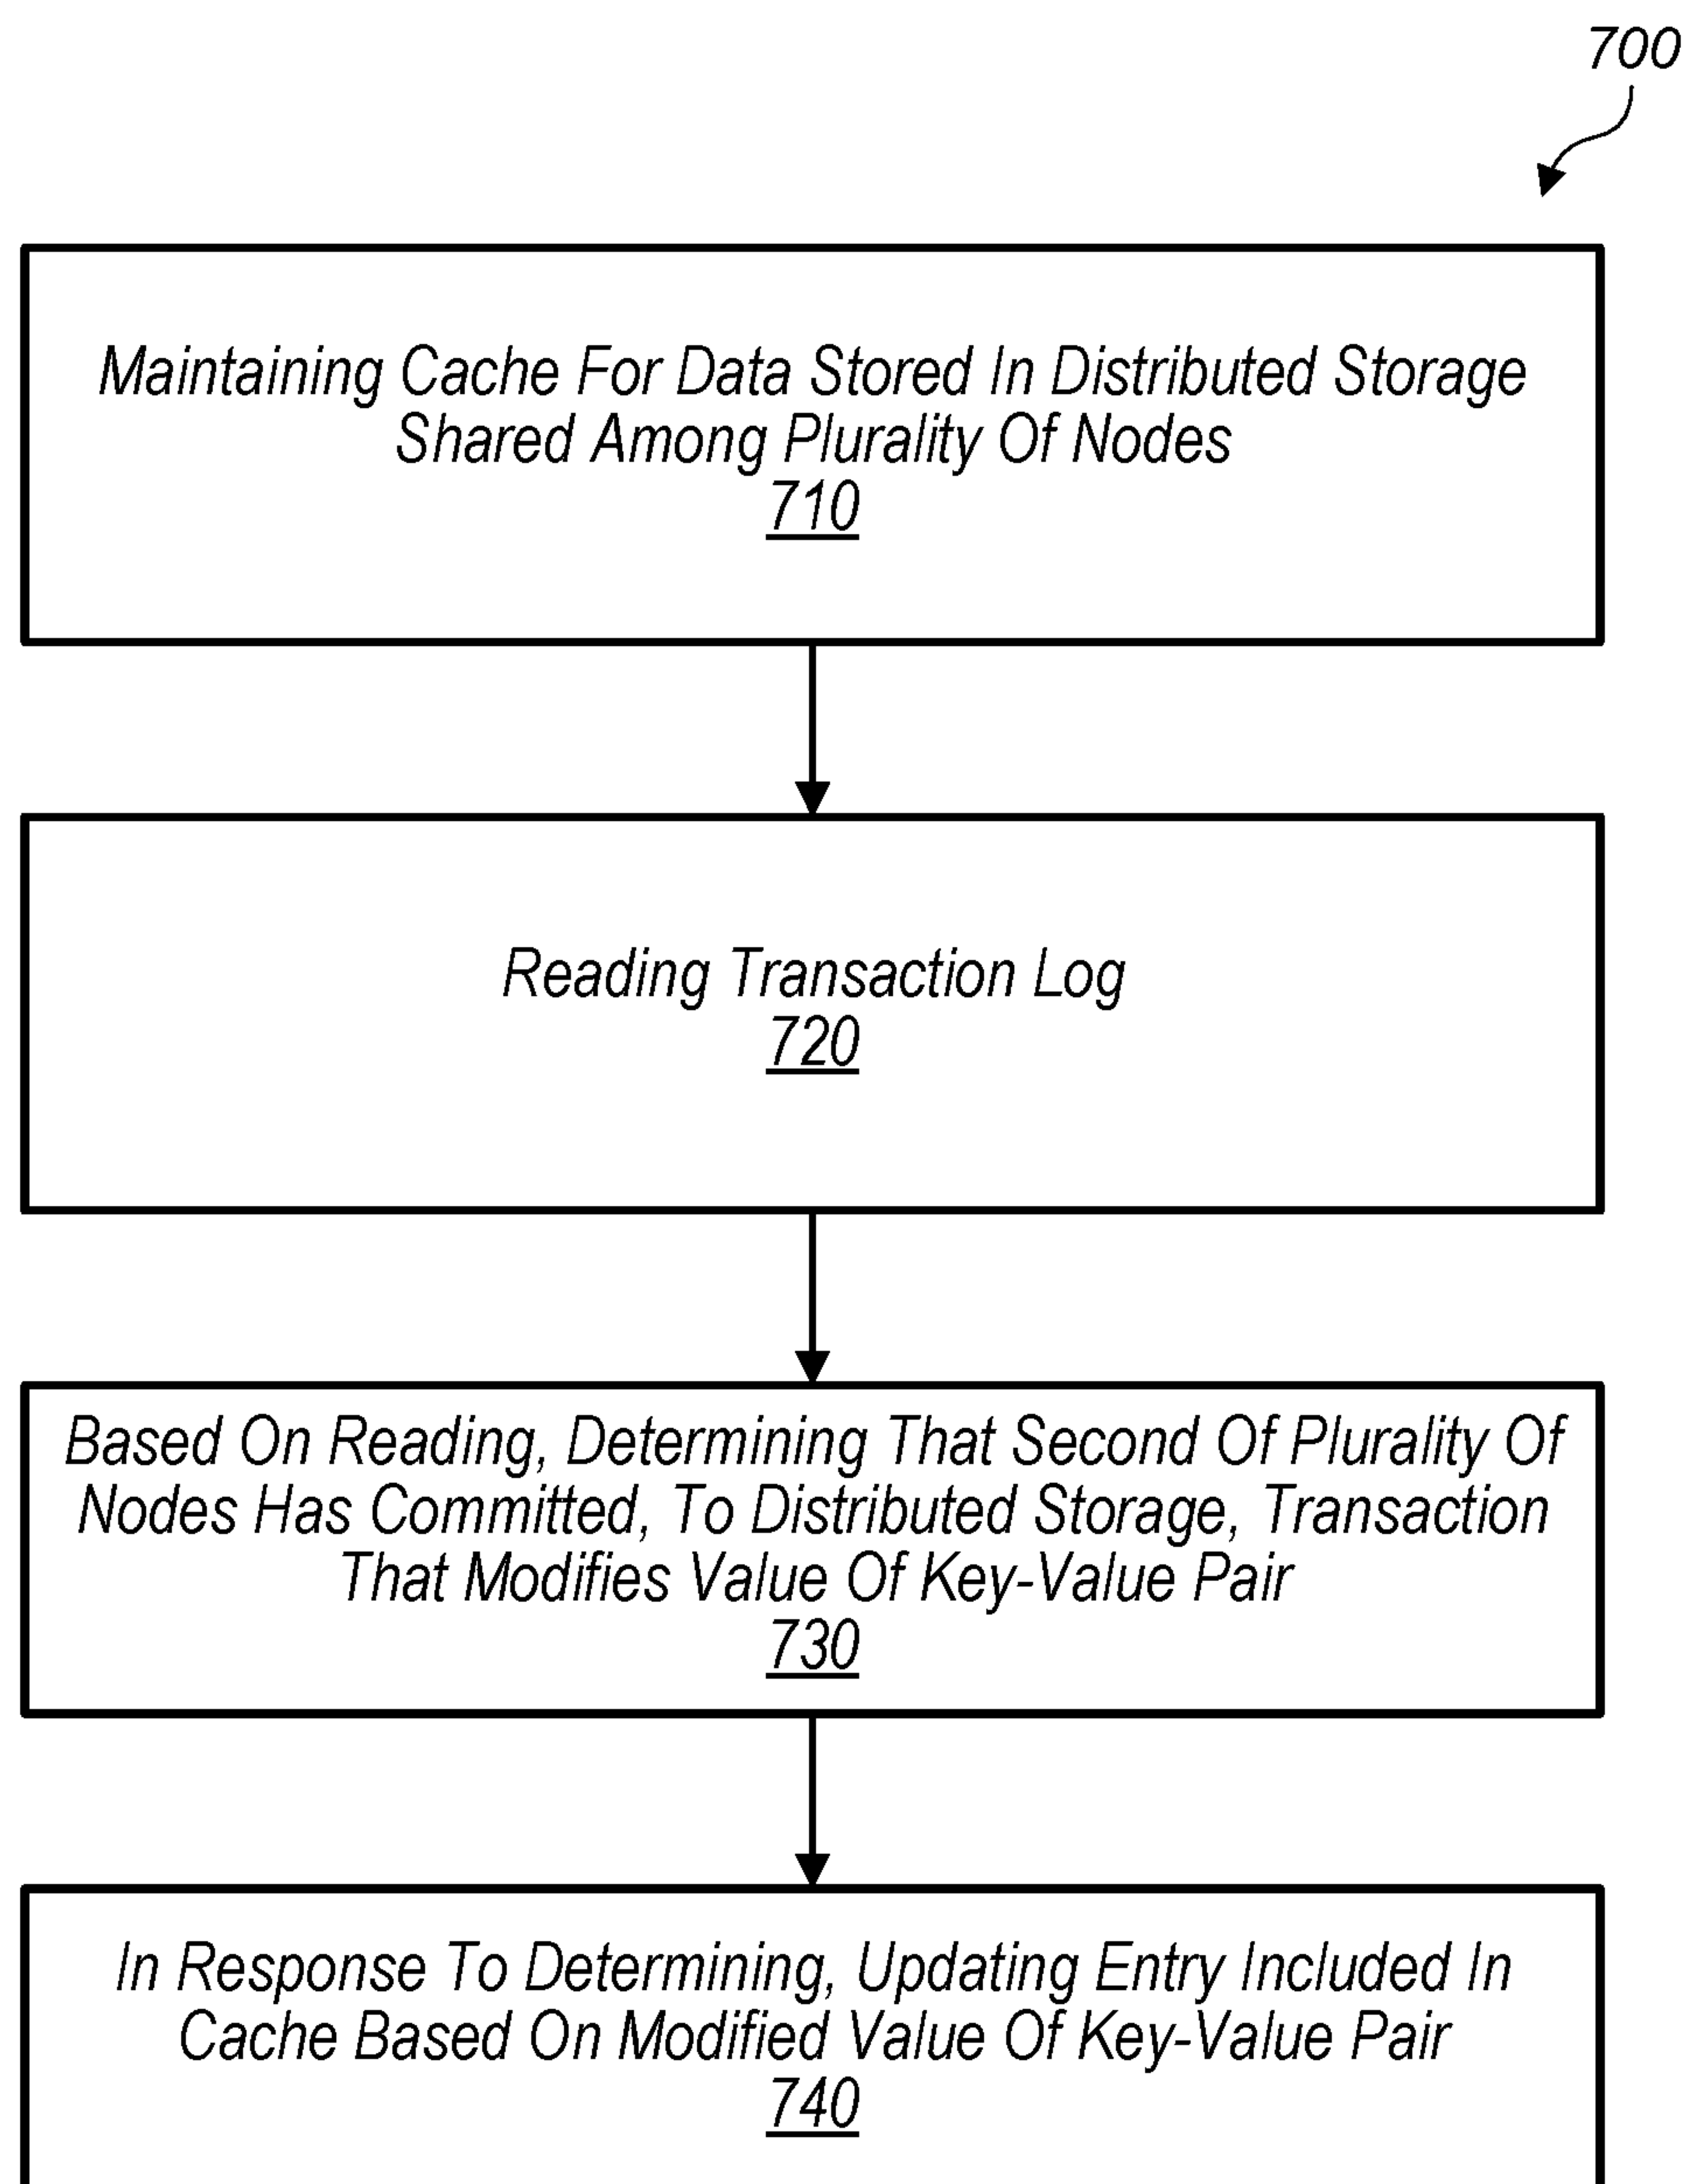 700
Maintaining Cache For Data Stored In Distributed Storage
Shared Among Plurality Of Nodes
710
Reading Transaction Log
720
Based On Reading, Determining That Second Of Plurality Of
Nodes Has Committed, To Distributed Storage, Transaction
That Modifies Value Of Key-Value Pair
730
In Response To Determining, Updating Entry Included In
Cache Based On Modified Value Of Key-Value Pair
740